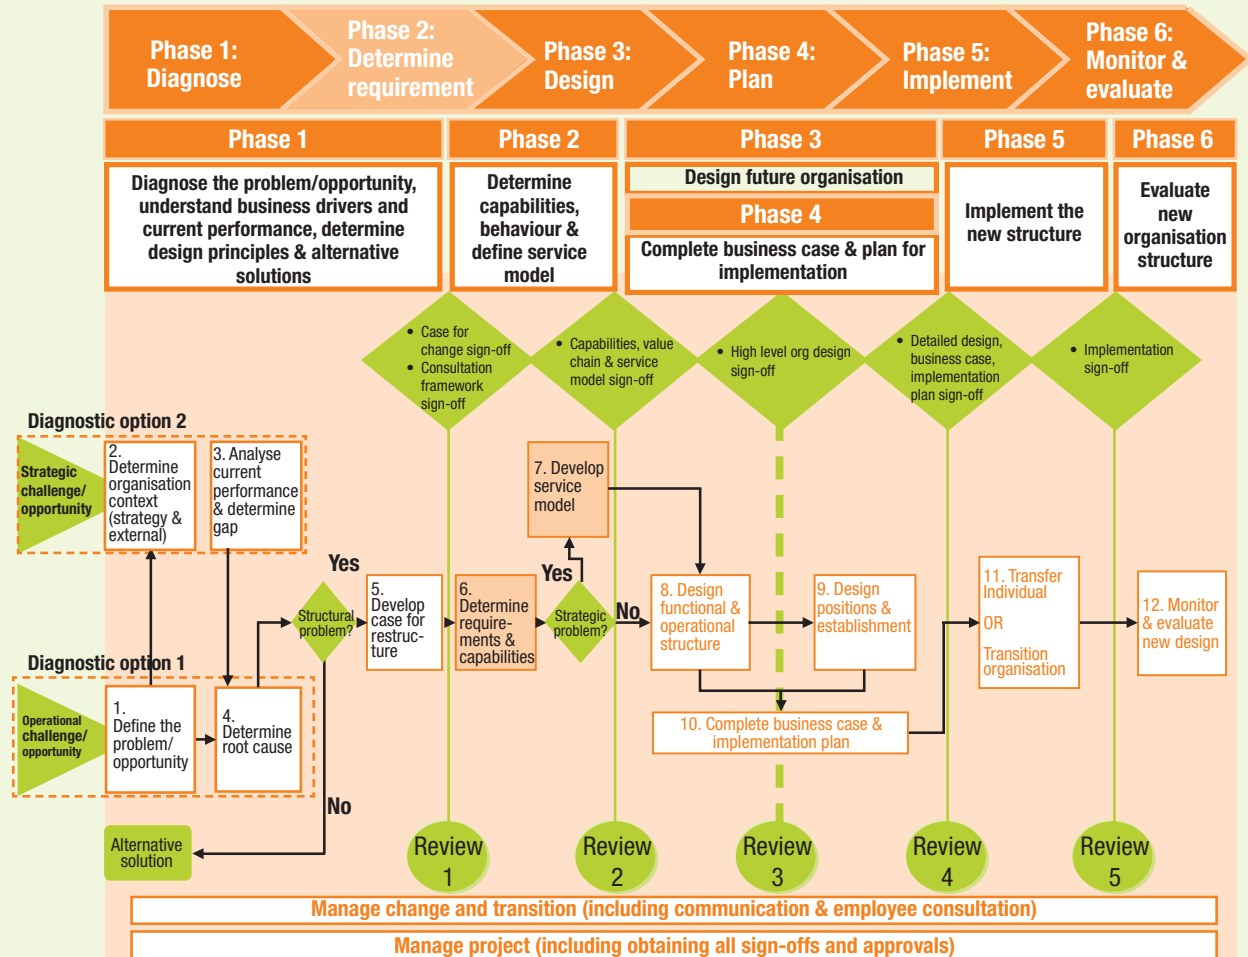 Phase 1:
Diagnose
Phase 2:
Determine
requirement
Phase 3:
Design
Phase 4:
Plan
Phase 5:
Implement
Phase 6:
Monitor &
evaluate
Phase 1
Phase 2
Phase 3
Phase 5
Phase 6
Diagnose the problem/opportunity,
understand business drivers and
current performance, determine
design principles & alternative
solutions
Determine
capabilities,
behaviour &
define service
model
Design future organisation
Phase 4
Complete business case & plan for
implementation
Implement the
new structure
Evaluate
new
organisation
structure
• Case for
change sign-off
• Consultation
framework
sign-off
• Capabilities, value
chain & service
model sign-off
• High level org design
sign-off
• Detailed design,
business case,
implementation
plan sign-off
• Implementation
sign-off
Diagnostic option 2
Strategic
challenge/
opportunity
2.
Determine
organisation
context
(strategy &
external)
3. Analyse
current
performance
& determine
gap
7. Develop
service
model
Yes
Structural
problem?
5.
Develop
case for
restruc-
ture
6.
Determine
require-
ments &
capabilities
Yes
Strategic
problem?
No
8. Design
functional &
operational
structure
9. Design
positions &
establishment
11. Transfer
Individual
OR
Transition
organisation
12. Monitor
& evaluate
new design
Diagnostic option 1
Operational
challenge/
opportunity
1.
Define the
problem/
opportunity
4.
Determine
root cause
10. Complete business case &
implementation plan
No
Alternative
solution
Review
1
Review
2
Review
3
Review
4
Review
5
Manage change and transition (including communication & employee consultation)
Manage project (including obtaining all sign-offs and approvals)